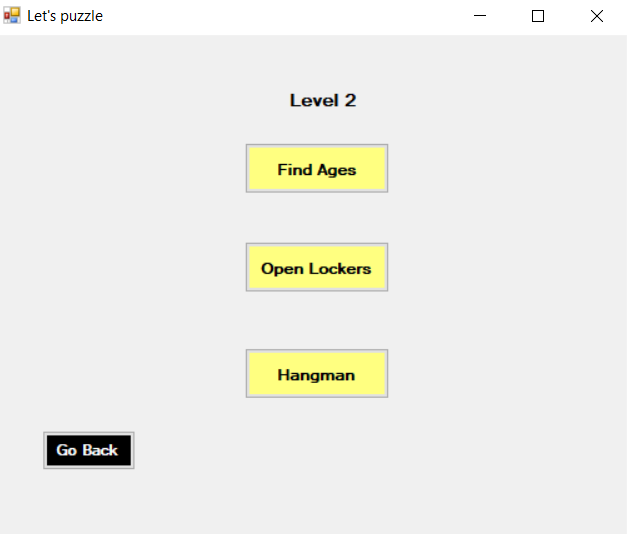 Let's puzzle
Level 2
Find Ages
Open Lockers
Hangman
Go Back